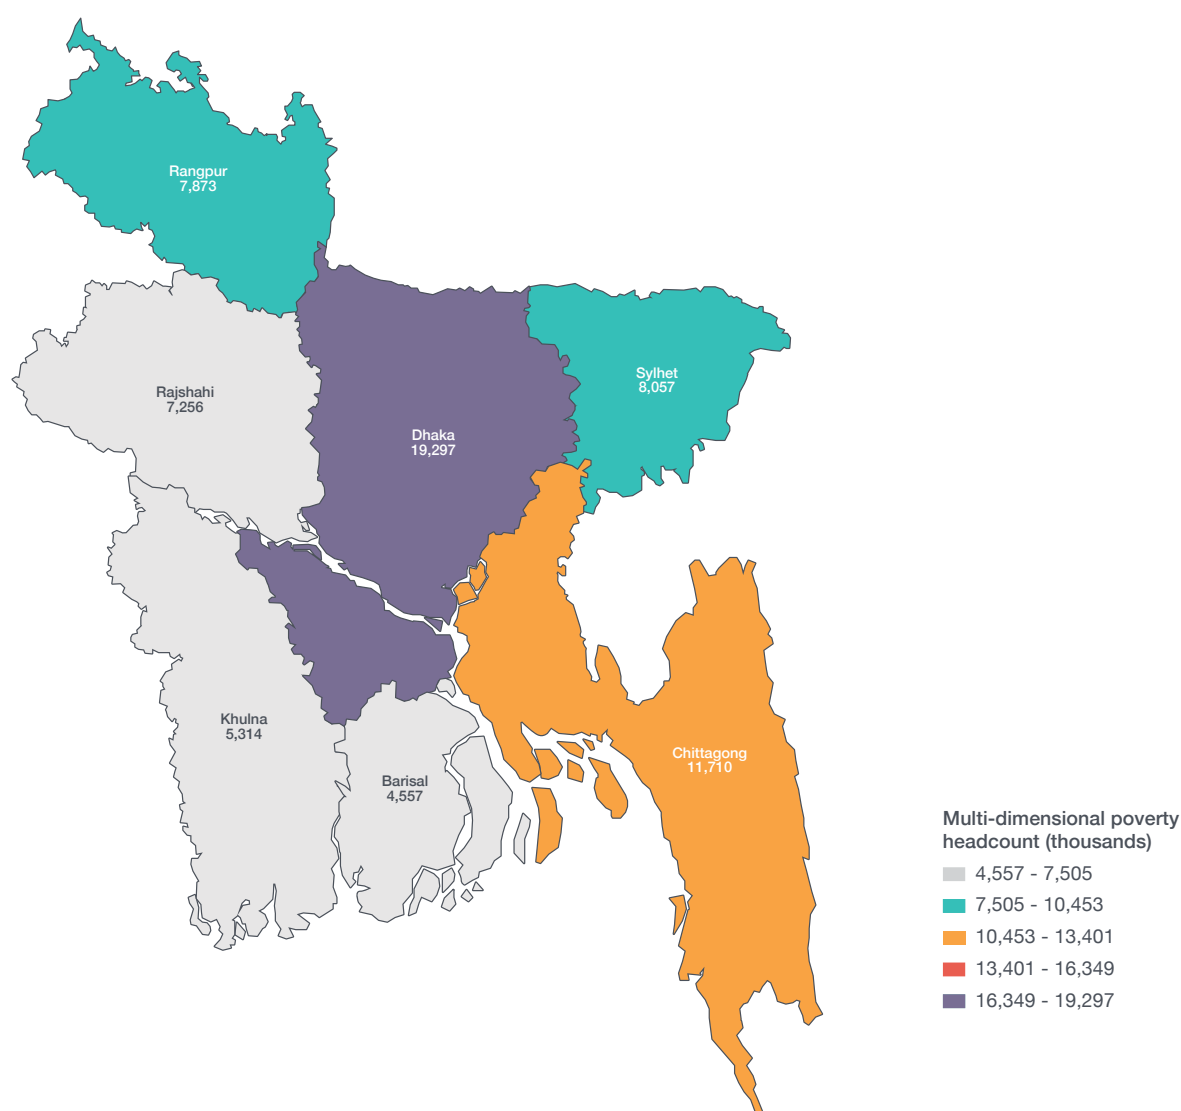 Rangpur
7,873
Sylhet
8,057
Rajshahi
7,256
Dhaka
19,297
Khulna
5,314
Barisal
4,557
Chittagong
11,710
Multi-dimensional poverty
headcount (thousands)
4,557 - 7,505
7,505 - 10,453
10,453 - 13,401
13,401 - 16,349
16,349 - 19,297